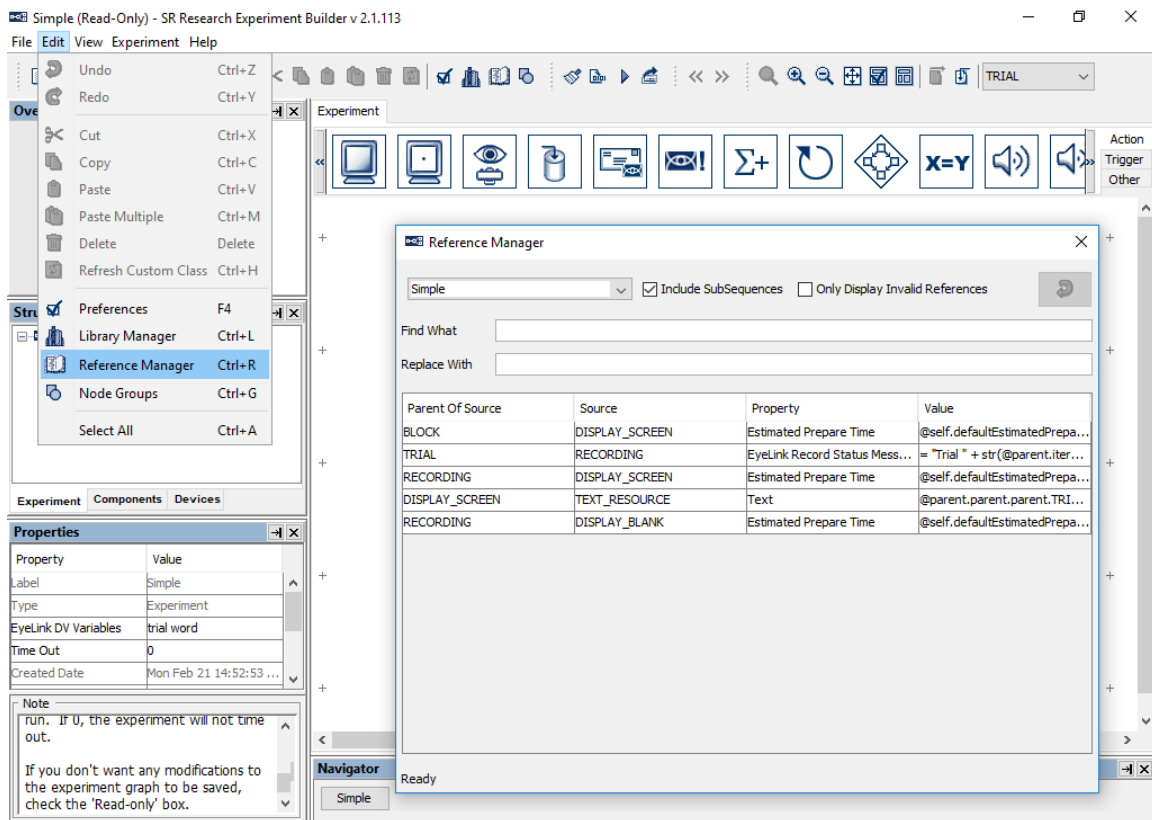 Simple (Read-Only) - SR Research Experiment Builder v 2.1.113
File Edit View Experiment Help
Undo Ctrl+Z
Redo Ctrl+Y
Cut Ctrl+X
Copy Ctrl+C
Paste Ctrl+V
Paste Multiple Ctrl+M
Delete Delete
Refresh Custom Class Ctrl+H
Preferences F4
Library Manager Ctrl+L
Reference Manager Ctrl+R
Node Groups Ctrl+G
Select All Ctrl+A
TRIAL
Ove
Stru
Experiment
X=Y
Action
Trigger
Other
Experiment Components Devices
Properties
Property Value
Label Simple
Type Experiment
EyeLink DV Variables trial word
Time Out 0
Created Date Mon Feb 21 14:52:53 ...
Note
run. If 0, the experiment will not time
out.
If you don't want any modifications to
the experiment graph to be saved,
check the 'Read-only' box.
Reference Manager
Simple Include SubSequences Only Display Invalid References
Find What
Replace With
Parent Of Source Source Property Value
BLOCK DISPLAY_SCREEN Estimated Prepare Time @self.defaultEstimatedPrepa...
TRIAL RECORDING EyeLink Record Status Mess... = "Trial " + str(@parent.iter...
RECORDING DISPLAY_SCREEN Estimated Prepare Time @self.defaultEstimatedPrepa...
DISPLAY_SCREEN TEXT_RESOURCE Text @parent.parent.parent.TRI...
RECORDING DISPLAY_BLANK Estimated Prepare Time @self.defaultEstimatedPrepa...
Ready
Navigator
Simple